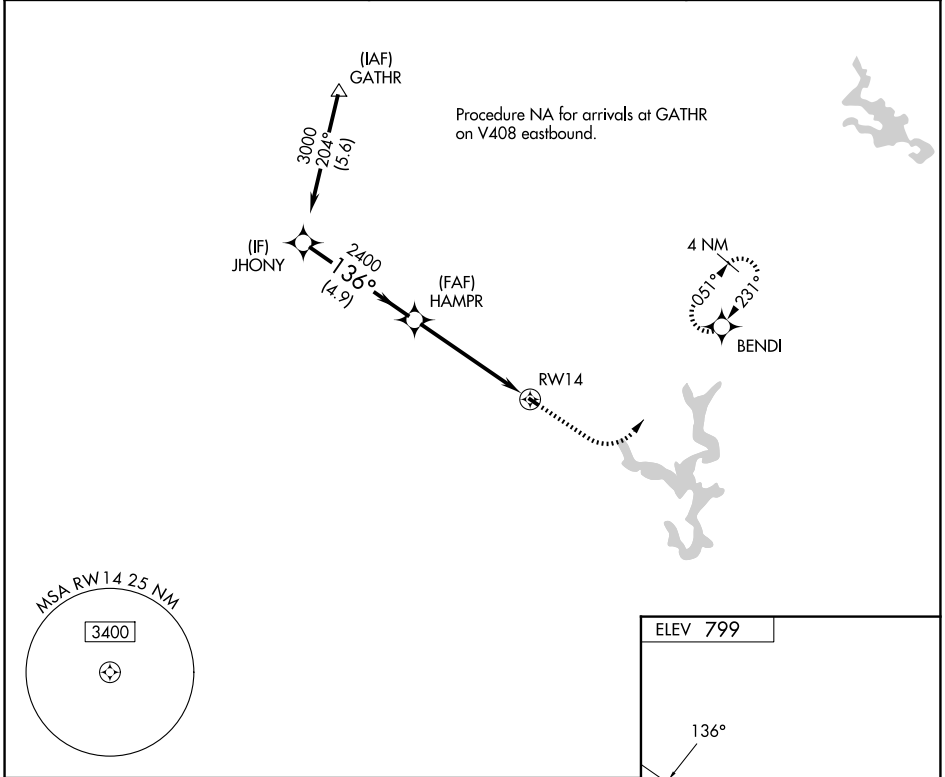 (IAF)
GATHR
Procedure NA for arrivals at GATHR
on V408 eastbound.
3000
204°
(5.6)
(IF)
JHONY
2400
136°
(4.9)
(FAF)
HAMPR
4 NM
051°
231°
BENDI
RW14
MSA RW14 25 NM
3400
ELEV 799
136°